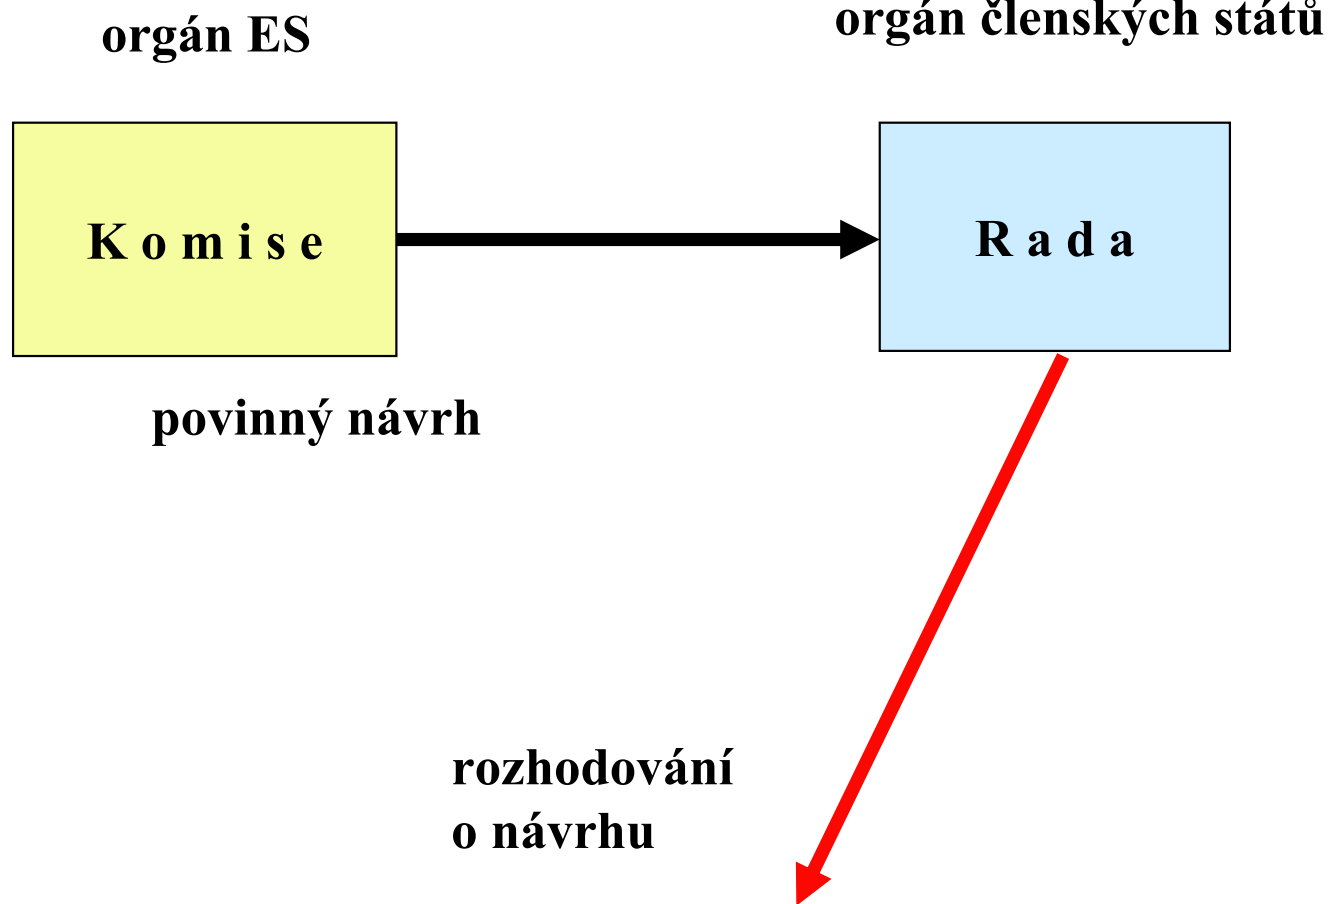 orgán ES
orgán členských států
K o m i s e
R a d a
povinný návrh
rozhodování
o návrhu